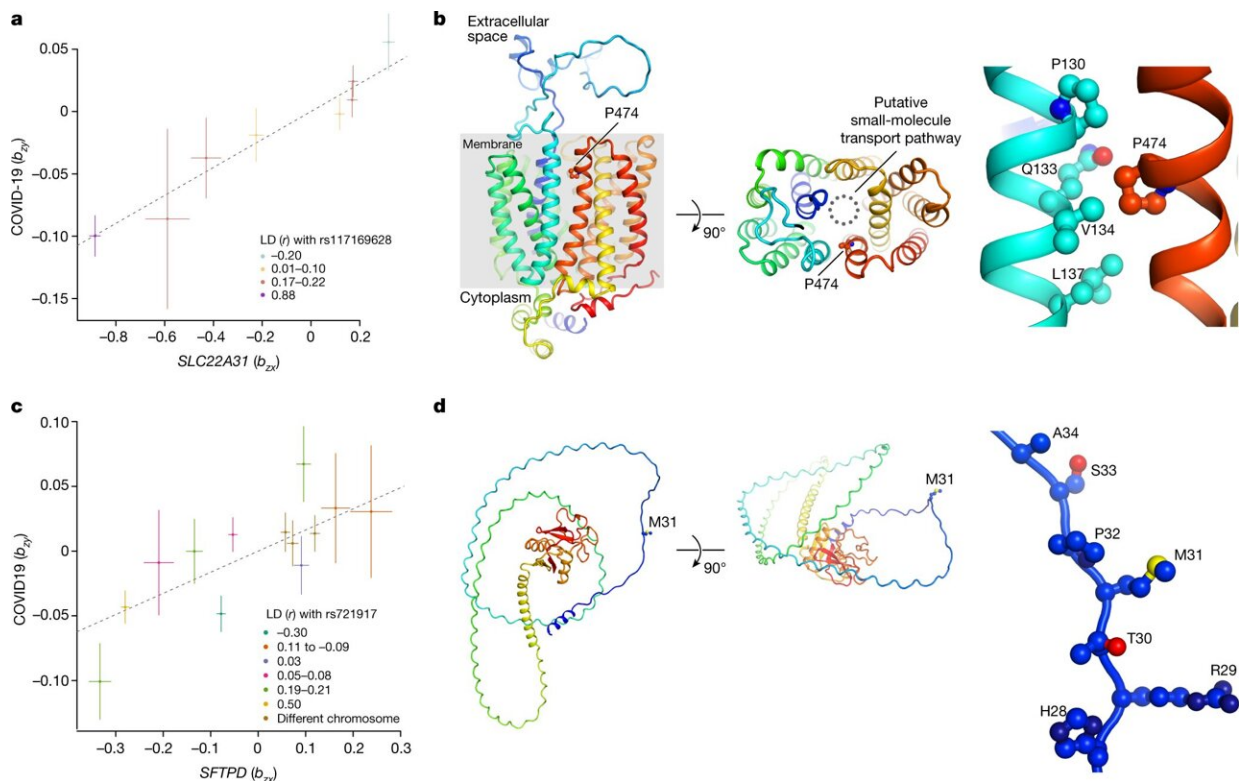 a
0.05
0
−0.05
−0.10
−0.15
COVID-19 (bzy)
LD (r) with rs117169628
−0.20
0.01–0.10
0.17–0.22
0.88
−0.8
−0.6
−0.4
−0.2
0
0.2
SLC22A31 (bzx)
b
Extracellular
space
P474
Membrane
Cytoplasm
90°
Putative
small-molecule
transport pathway
P474
P130
P474
Q133
V134
L137
c
0.10
0.05
0
−0.05
−0.10
COVID19 (bzy)
LD (r) with rs721917
−0.30
0.11 to −0.09
0.03
0.05–0.08
0.19–0.21
0.50
Different chromosome
−0.3
−0.2
−0.1
0
0.1
0.2
0.3
SFTPD (bzx)
d
M31
90°
M31
A34
S33
P32
M31
T30
R29
H28